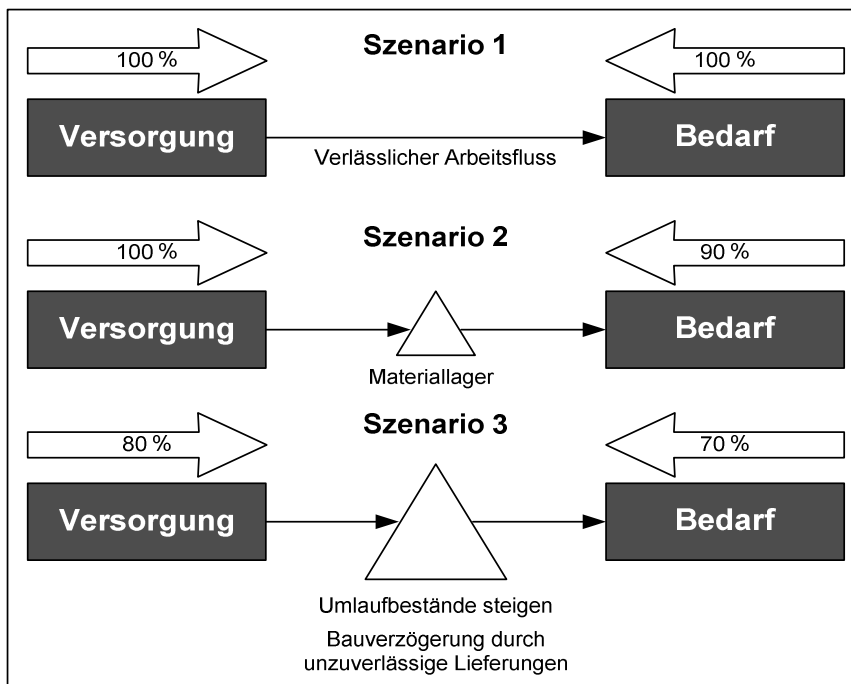 Szenario 1
100 %
100 %
Versorgung
Bedarf
Verlässlicher Arbeitsfluss
Szenario 2
100 %
90 %
Versorgung
Bedarf
Materiallager
Szenario 3
80 %
70 %
Versorgung
Bedarf
Umlaufbestände steigen
Bauverzögerung durch
unzuverlässige Lieferungen